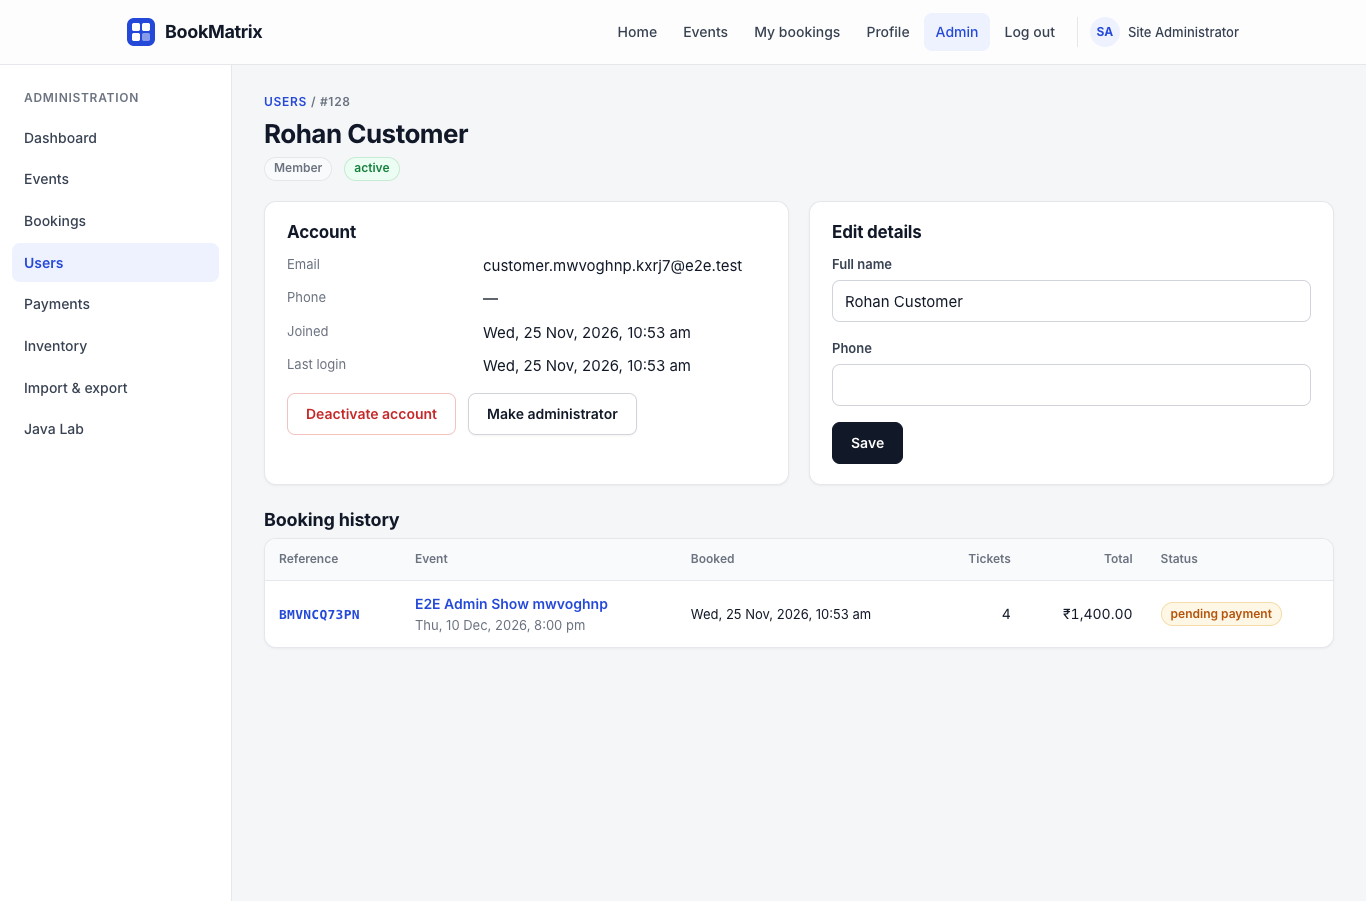 BookMatrix
Home Events My bookings Profile Admin Log out SA Site Administrator
ADMINISTRATION
Dashboard
Events
Bookings
Users
Payments
Inventory
Import & export
Java Lab
USERS / #128
Rohan Customer
Member active
Account
Email customer.mwvoghnp.kxrj7@e2e.test
Phone —
Joined Wed, 25 Nov, 2026, 10:53 am
Last login Wed, 25 Nov, 2026, 10:53 am
Deactivate account Make administrator
Edit details
Full name
Rohan Customer
Phone
Save
Booking history
Reference Event Booked Tickets Total Status
BMVNCQ73PN E2E Admin Show mwvoghnp Wed, 25 Nov, 2026, 10:53 am 4 ₹1,400.00 pending payment
Thu, 10 Dec, 2026, 8:00 pm